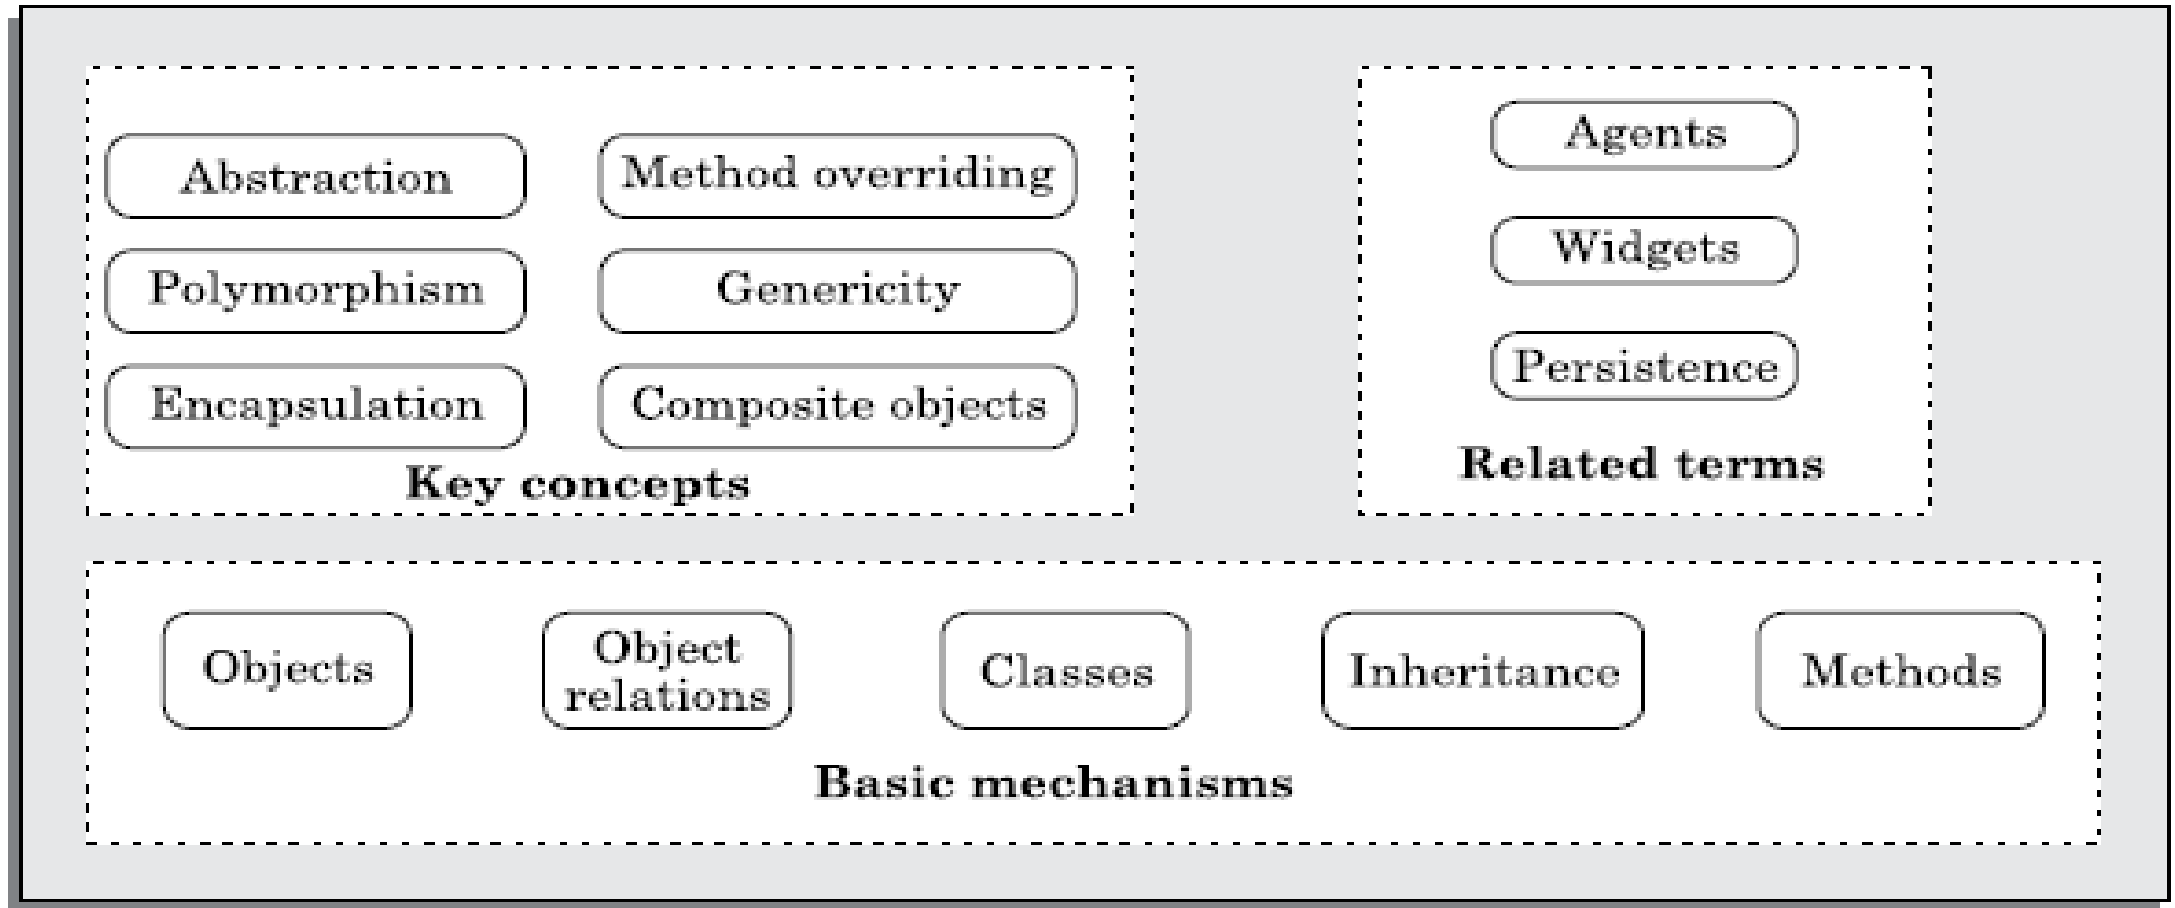 Abstraction
Method overriding
Polymorphism
Genericity
Encapsulation
Composite objects
Key concepts
Agents
Widgets
Persistence
Related terms
Objects
Object
relations
Classes
Inheritance
Methods
Basic mechanisms